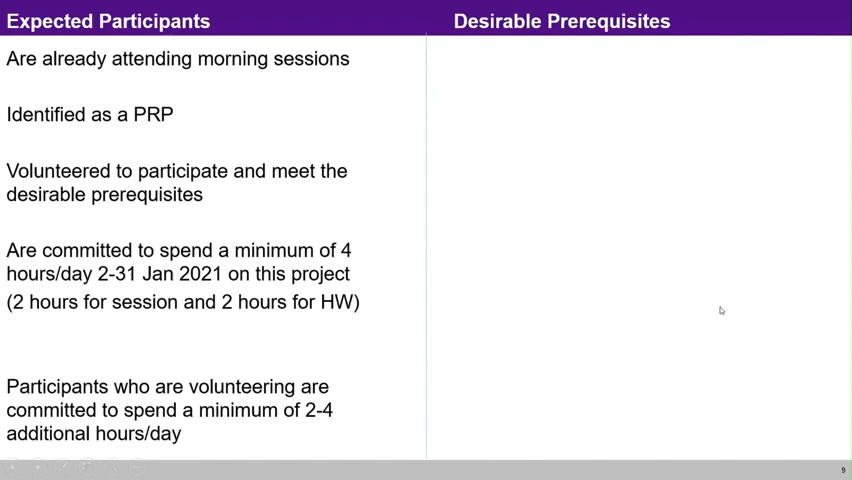 Expected Participants
Desirable Prerequisites
Are already attending morning sessions
Identified as a PRP
Volunteered to participate and meet the
desirable prerequisites
Are committed to spend a minimum of 4
hours/day 2-31 Jan 2021 on this project
(2 hours for session and 2 hours for HW)
Participants who are volunteering are
committed to spend a minimum of 2-4
additional hours/day
9